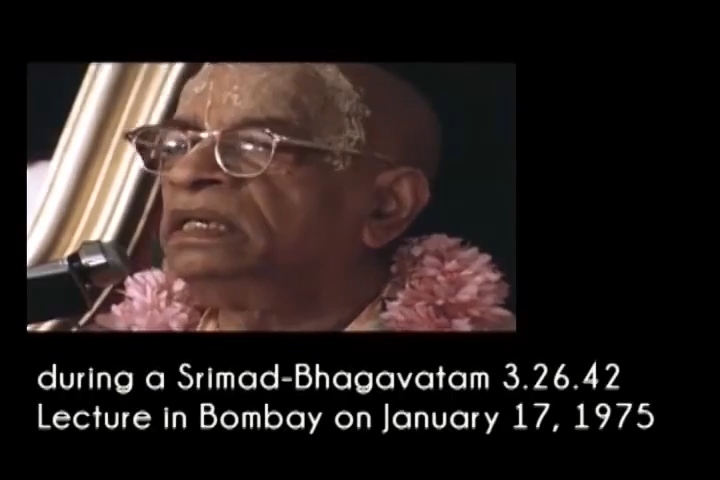 during a Srimad-Bhagavatam 3.26.42
Lecture in Bombay on January 17, 1975